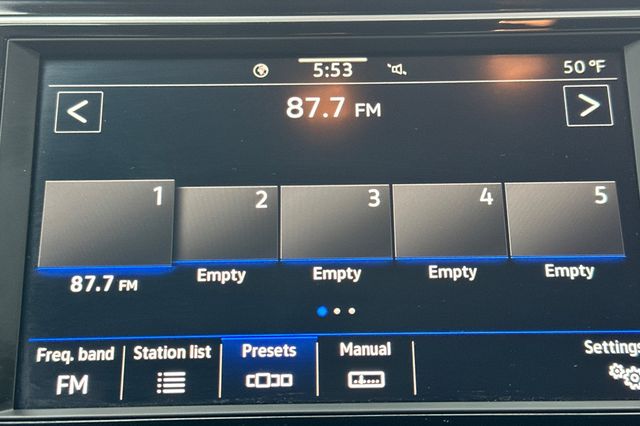 5:53 50 °F
87.7 FM
1 2 3 4 5
87.7 FM Empty Empty Empty Empty
Freq. band Station list Presets Manual Settings
FM